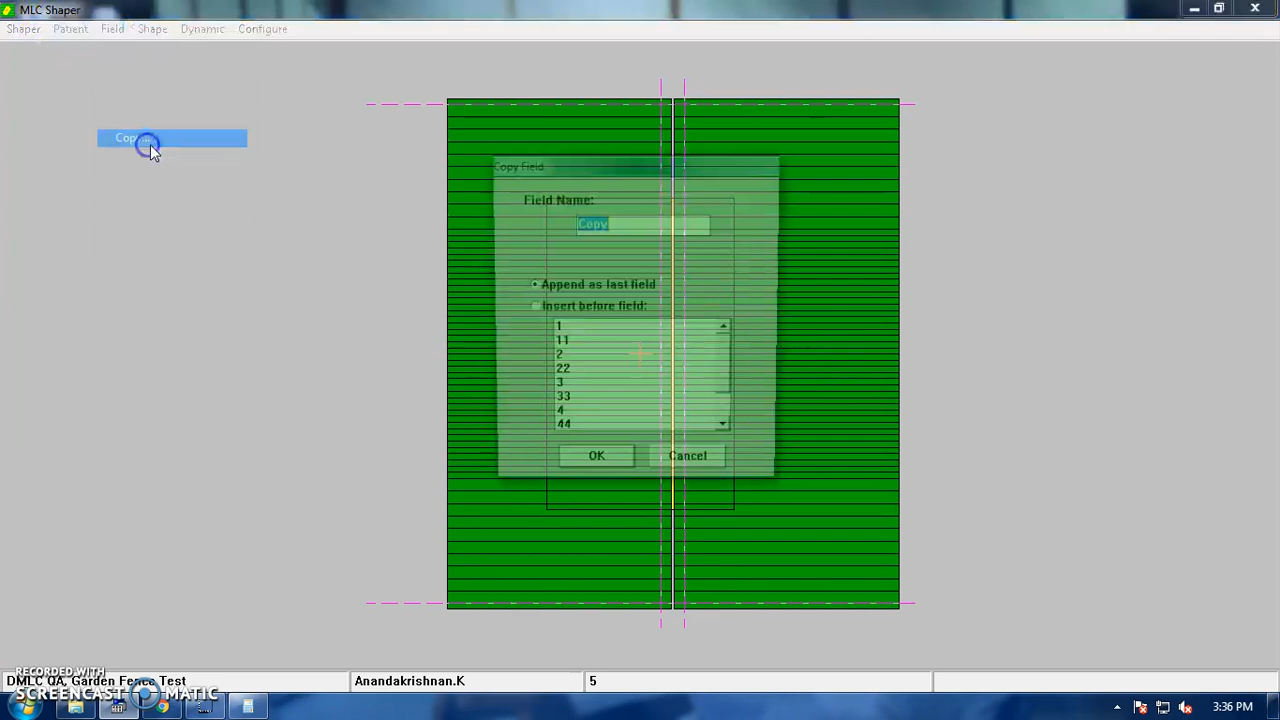 MLC Shaper
Shaper Patient Field Shape Dynamic Configure
Copy...
Copy Field
Field Name:
Copy
Append as last field
Insert before field:
1
11
2
22
3
33
4
44
OK Cancel
DMLC QA, Garden Fence Test Anandakrishnan.K 5
RECORDED WITH
SCREENCAST MATIC
3:36 PM